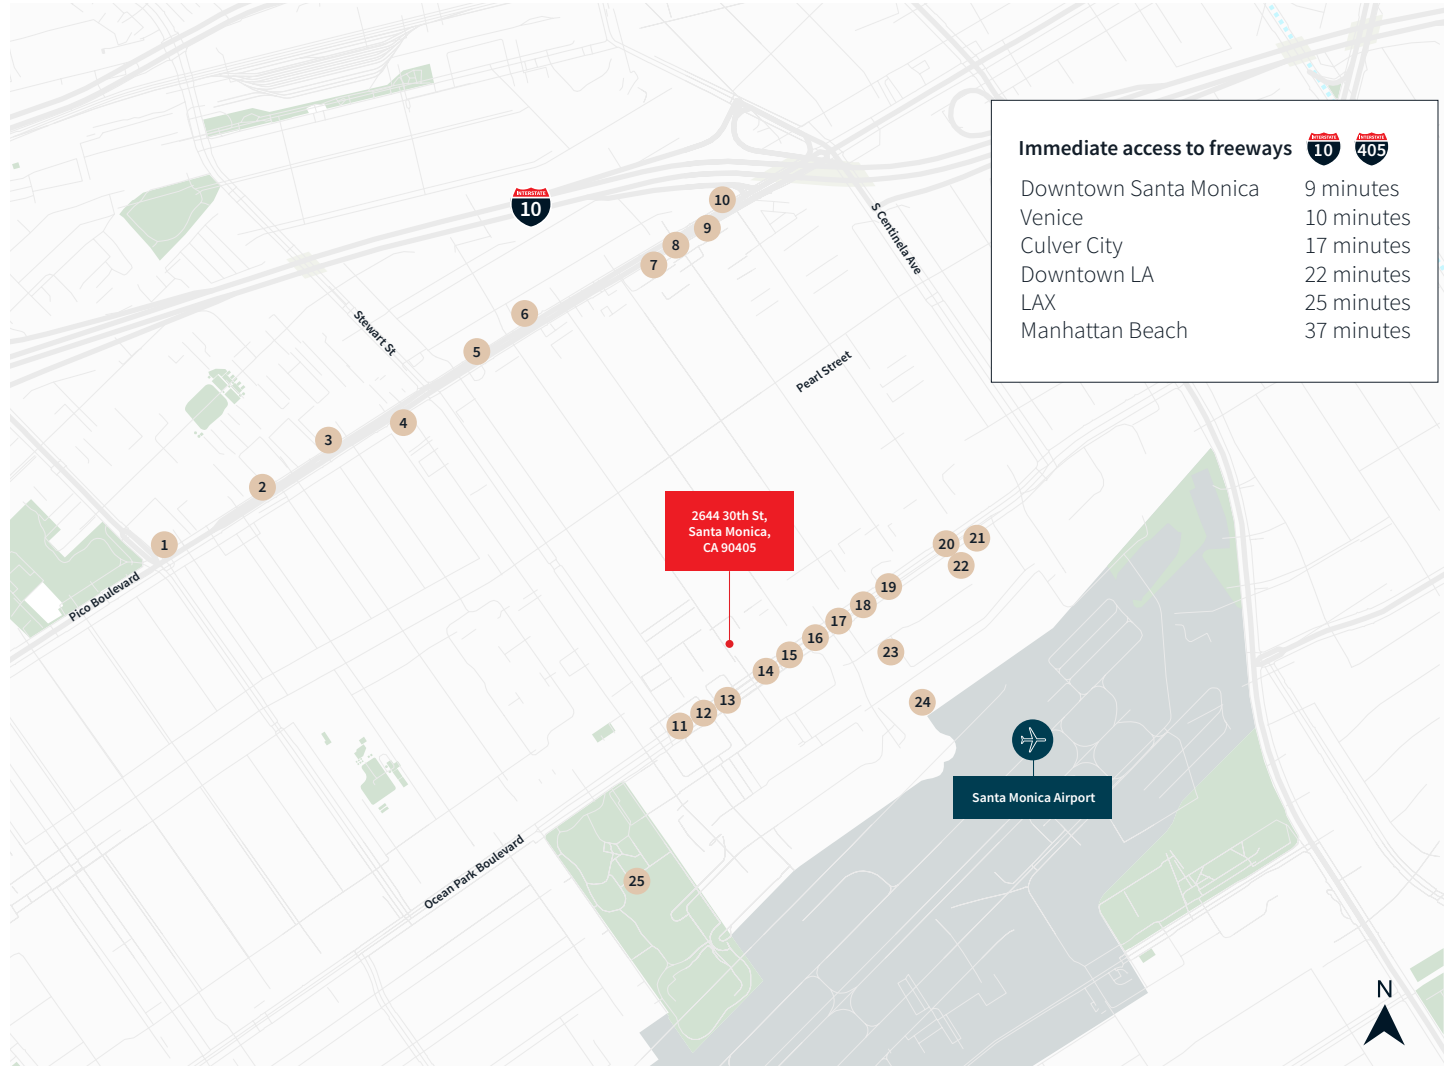 Immediate access to freeways
INTERSTATE
10
INTERSTATE
405
Downtown Santa Monica 9 minutes
Venice 10 minutes
Culver City 17 minutes
Downtown LA 22 minutes
LAX 25 minutes
Manhattan Beach 37 minutes
INTERSTATE
10
10
9
8
7
S Centinela Ave
6
Stewart St
5
Pearl Street
4
3
2
1
Pico Boulevard
2644 30th St,
Santa Monica,
CA 90405
20
21
22
19
18
17
16
15
14
13
12
11
23
24
Santa Monica Airport
Ocean Park Boulevard
25
N